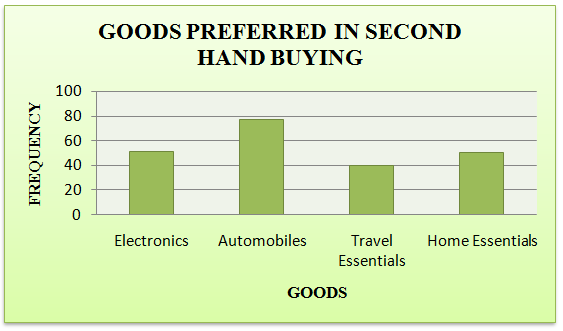 GOODS PREFERRED IN SECOND
HAND BUYING
FREQUENCY
100
80
60
40
20
0
Electronics
Automobiles
Travel
Essentials
Home Essentials
GOODS